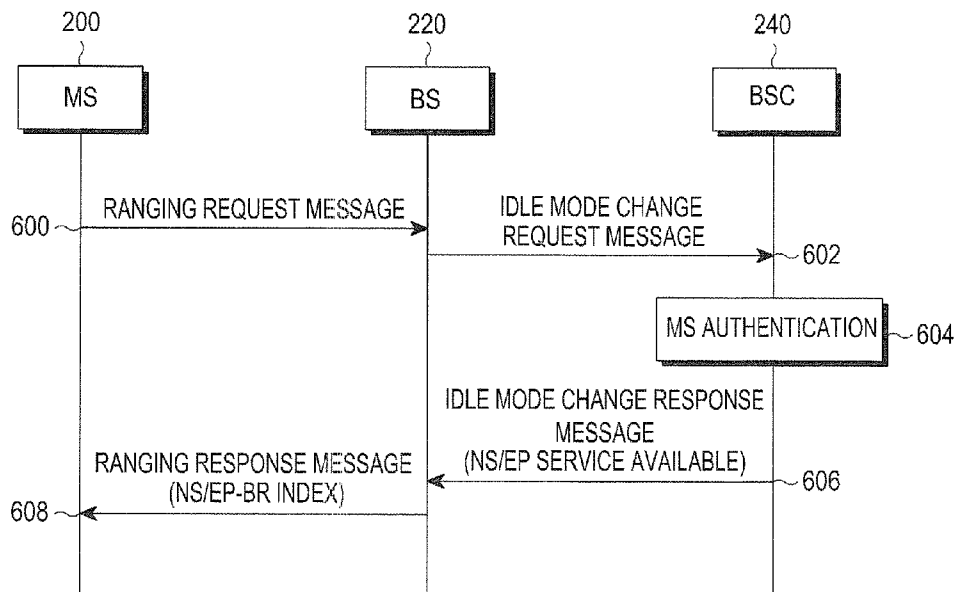 200
220
240
MS
BS
BSC
RANGING REQUEST MESSAGE
600
IDLE MODE CHANGE
REQUEST MESSAGE
602
MS AUTHENTICATION
604
IDLE MODE CHANGE RESPONSE
MESSAGE
(NS/EP SERVICE AVAILABLE)
606
RANGING RESPONSE MESSAGE
(NS/EP-BR INDEX)
608